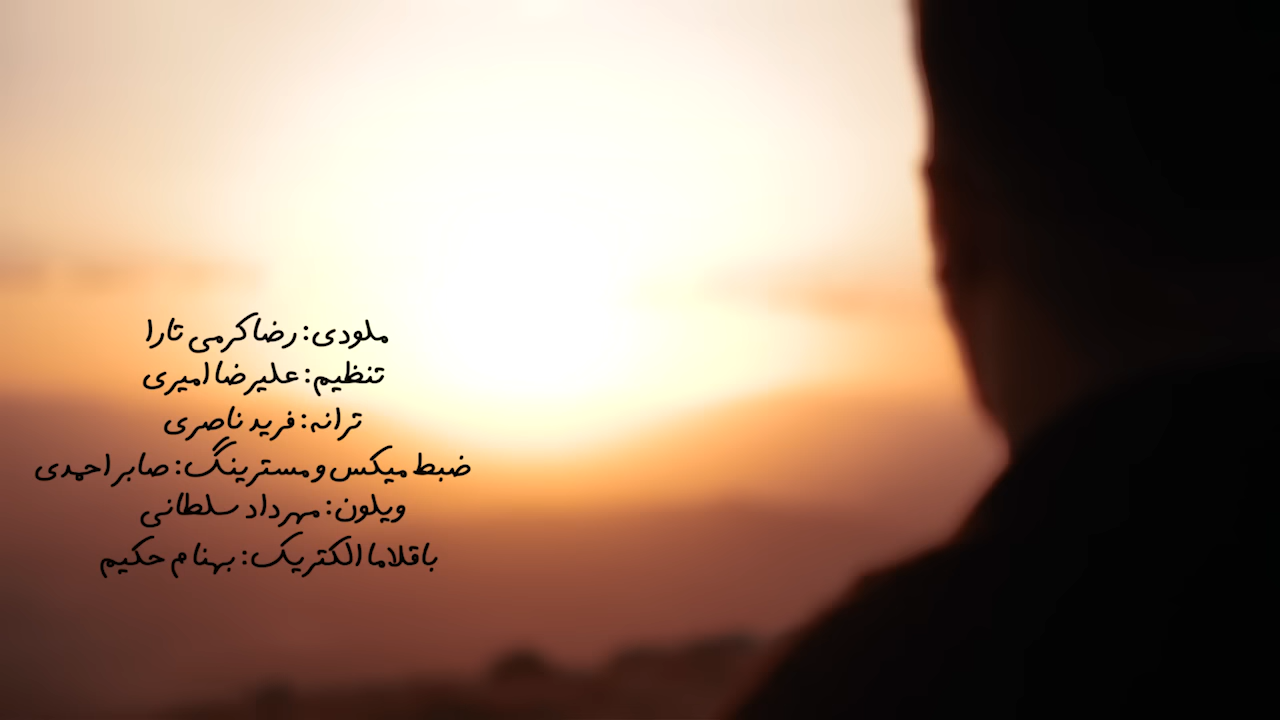 ملودی: رضا کرمی تارا
تنظیم: علیرضا امیری
ترانه: فرید ناصری
ضبط میکس و مسترینگ: صابر احمدی
ویلون: مهرداد سلطانی
باقلاما الکتریک: بهنام حکیم